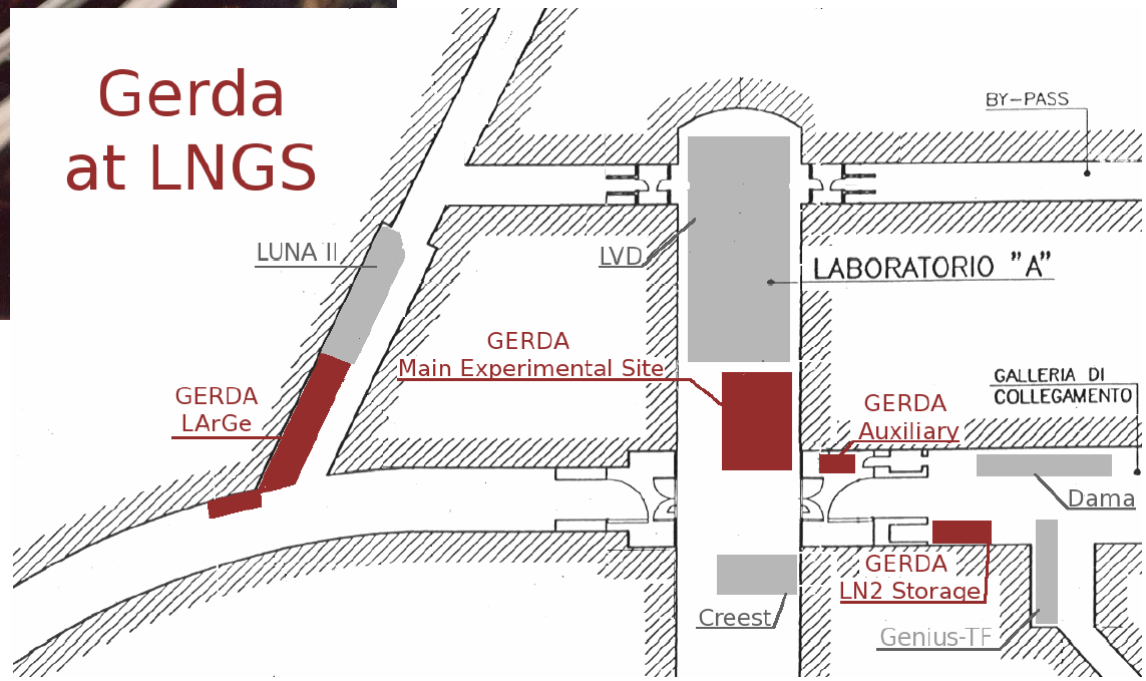 Gerda
at LNGS
BY-PASS
LUNA II
LVD
LABORATORIO "A"
GERDA
Main Experimental Site
GALLERIA DI
COLLEGAMENTO
GERDA
LArGe
GERDA
Auxiliary
Dama
GERDA
LN2 Storage
Creest
Genius-TF